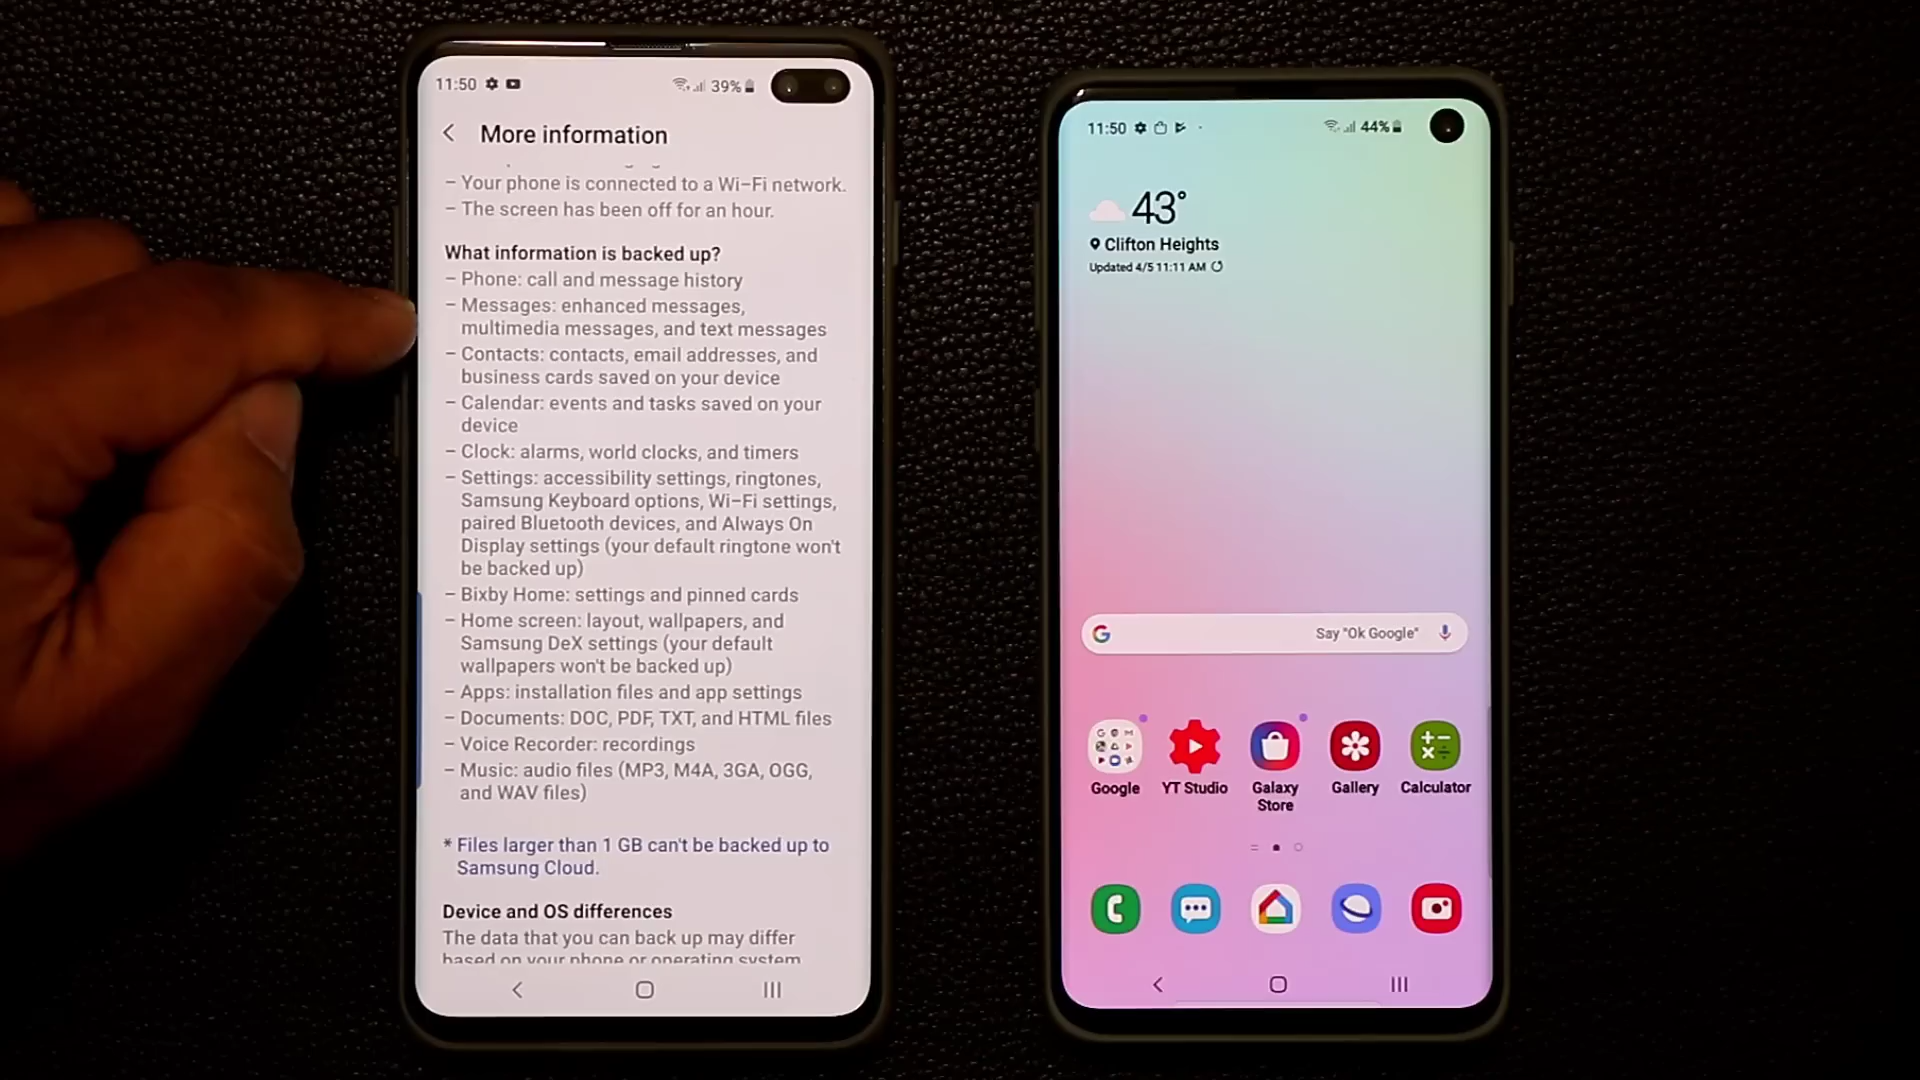 11:50
39%
More information
– Your phone is connected to a Wi–Fi network.
– The screen has been off for an hour.
What information is backed up?
– Phone: call and message history
– Messages: enhanced messages,
multimedia messages, and text messages
– Contacts: contacts, email addresses, and
business cards saved on your device
– Calendar: events and tasks saved on your
device
– Clock: alarms, world clocks, and timers
– Settings: accessibility settings, ringtones,
Samsung Keyboard options, Wi–Fi settings,
paired Bluetooth devices, and Always On
Display settings (your default ringtone won't
be backed up)
– Bixby Home: settings and pinned cards
– Home screen: layout, wallpapers, and
Samsung DeX settings (your default
wallpapers won't be backed up)
– Apps: installation files and app settings
– Documents: DOC, PDF, TXT, and HTML files
– Voice Recorder: recordings
– Music: audio files (MP3, M4A, 3GA, OGG,
and WAV files)
* Files larger than 1 GB can't be backed up to
Samsung Cloud.
Device and OS differences
The data that you can back up may differ
based on your phone or operating system
11:50
44%
43°
Clifton Heights
Updated 4/5 11:11 AM
Say "Ok Google"
Google
YT Studio
Galaxy
Store
Gallery
Calculator